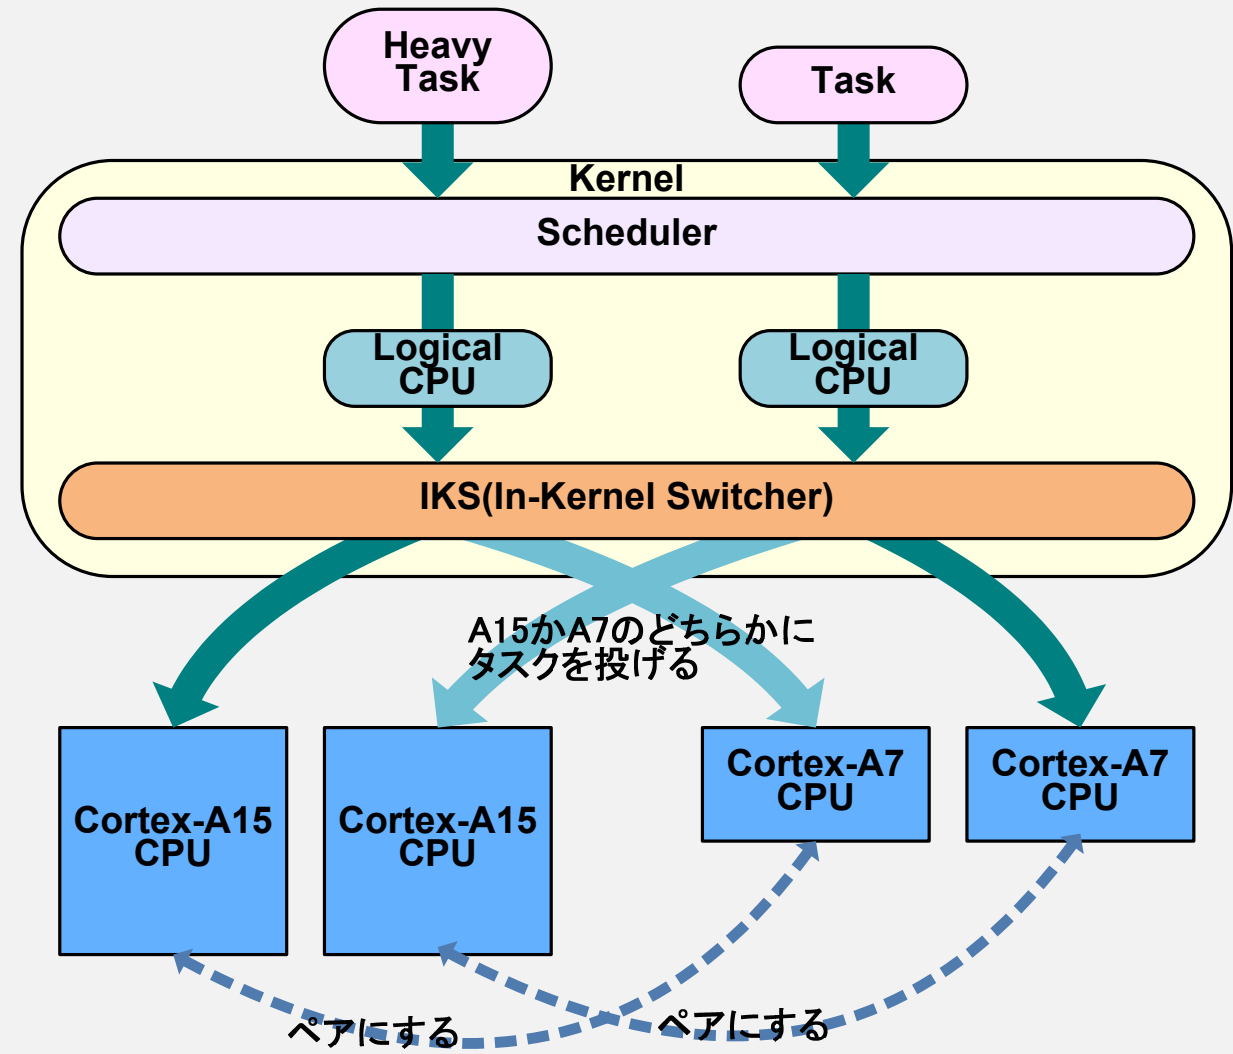 Heavy
Task
Task
Kernel
Scheduler
Logical
CPU
Logical
CPU
IKS(In-Kernel Switcher)
A15かA7のどちらかに
タスクを投げる
Cortex-A15
CPU
Cortex-A15
CPU
Cortex-A7
CPU
Cortex-A7
CPU
ペアにする
ペアにする